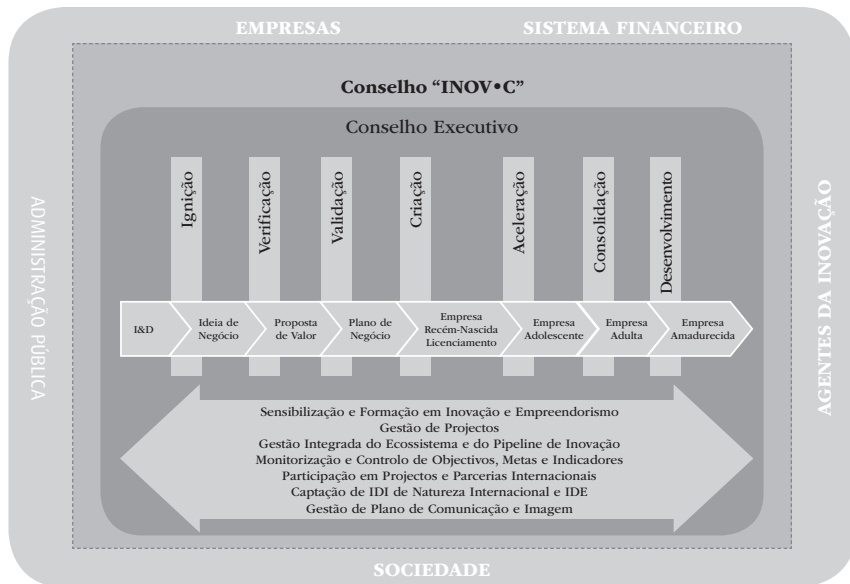 EMPRESAS
SISTEMA FINANCEIRO
Conselho “INOV•C”
Conselho Executivo
ADMINISTRAÇÃO PÚBLICA
AGENTES DA INOVAÇÃO
Ignição
Verificação
Validação
Criação
Aceleração
Consolidação
Desenvolvimento
I&D
Ideia de
Negócio
Proposta
de Valor
Plano de
Negócio
Empresa
Recém-Nascida
Licenciamento
Empresa
Adolescente
Empresa
Adulta
Empresa
Amadurecida
Sensibilização e Formação em Inovação e Empreendorismo
Gestão de Projectos
Gestão Integrada do Ecossistema e do Pipeline de Inovação
Monitorização e Controlo de Objectivos, Metas e Indicadores
Participação em Projectos e Parcerias Internacionais
Captação de IDI de Natureza Internacional e IDE
Gestão de Plano de Comunicação e Imagem
SOCIEDADE